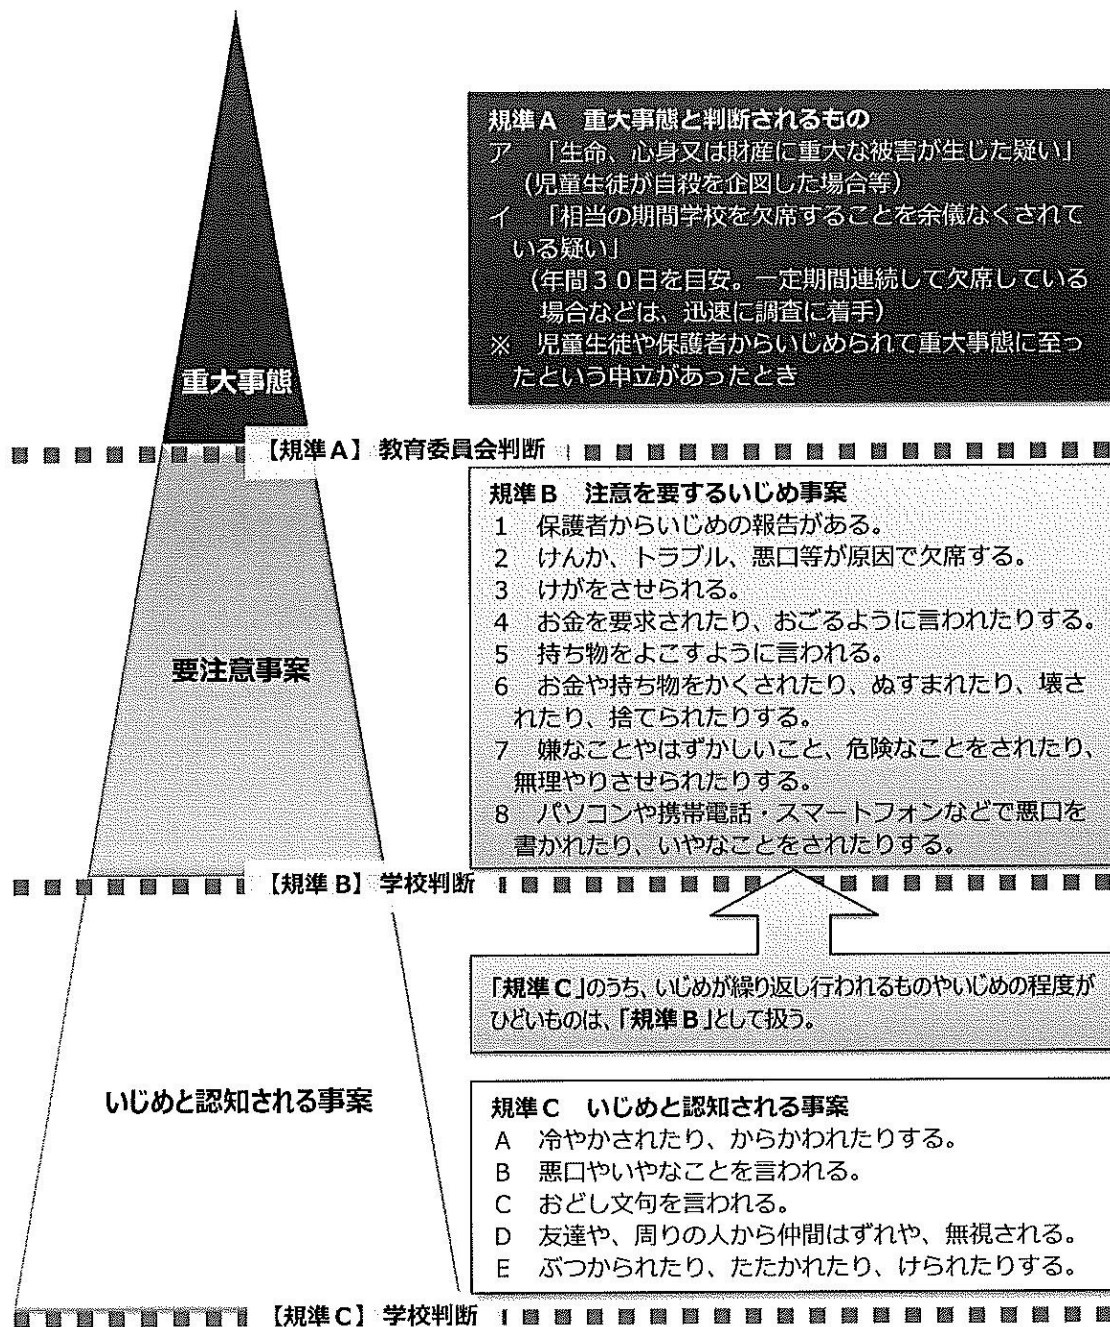 規準A　重大事態と判断されるもの
ア　「生命、心身又は財産に重大な被害が生じた疑い」
（児童生徒が自殺を企図した場合等）
イ　「相当の期間学校を欠席することを余儀なくされて
いる疑い」
（年間３０日を目安。一定期間連続して欠席している
場合などは、迅速に調査に着手）
※　児童生徒や保護者からいじめられて重大事態に至っ
たという申立があったとき
重大事態
【規準A】教育委員会判断
規準B　注意を要するいじめ事案
1　保護者からいじめの報告がある。
2　けんか、トラブル、悪口等が原因で欠席する。
3　けがをさせられる。
4　お金を要求されたり、おごるように言われたりする。
5　持ち物をよこすように言われる。
6　お金や持ち物をかくされたり、ぬすまれたり、壊さ
れたり、捨てられたりする。
7　嫌なことやはずかしいこと、危険なことをされたり、
無理やりさせられたりする。
8　パソコンや携帯電話・スマートフォンなどで悪口を
書かれたり、いやなことをされたりする。
要注意事案
【規準B】学校判断
「規準C」のうち、いじめが繰り返し行われるものやいじめの程度が
ひどいものは、「規準B」として扱う。
いじめと認知される事案
規準C　いじめと認知される事案
A　冷やかされたり、からかわれたりする。
B　悪口やいやなことを言われる。
C　おどし文句を言われる。
D　友達や、周りの人から仲間はずれや、無視される。
E　ぶつかられたり、たたかれたり、けられたりする。
【規準C】学校判断